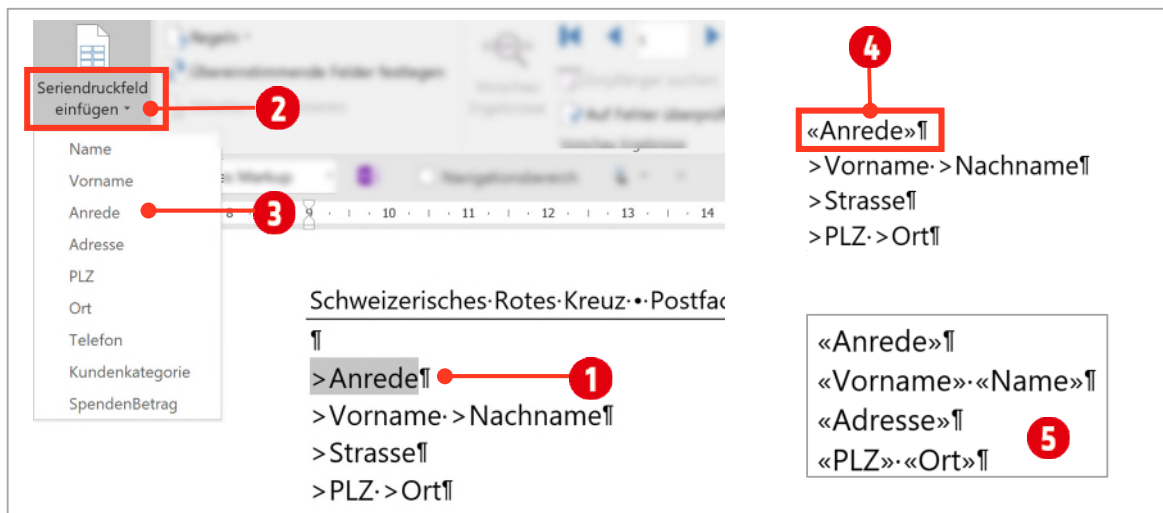 Seriendruckfeld
einfügen
2
Name
Vorname
Anrede
3
Adresse
PLZ
Ort
Telefon
Kundenkategorie
SpendenBetrag
Regeln
Übereinstimmende Felder festlegen
Vorschau
Ergebnisse
Empfänger suchen
Auf Fehler überprüf
Markup
Navigationsbereich
8 9 10 11 12 13 14
Schweizerisches·Rotes·Kreuz·•·Postfac
¶
>Anrede¶
1
>Vorname·>Nachname¶
>Strasse¶
>PLZ·>Ort¶
4
«Anrede»¶
>Vorname·>Nachname¶
>Strasse¶
>PLZ·>Ort¶
«Anrede»¶
«Vorname»·«Name»¶
«Adresse»¶
«PLZ»·«Ort»¶
5